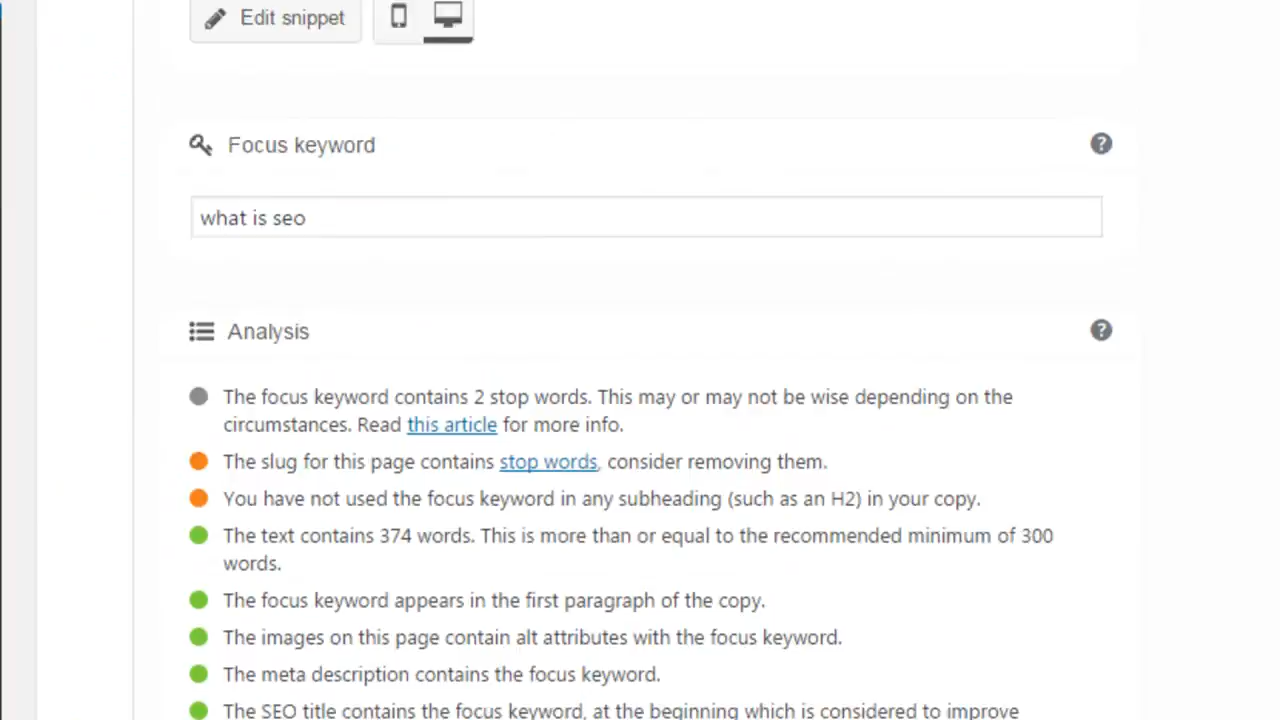 Edit snippet
Focus keyword
?
what is seo
Analysis
?
The focus keyword contains 2 stop words. This may or may not be wise depending on the
circumstances. Read this article for more info.
The slug for this page contains stop words, consider removing them.
You have not used the focus keyword in any subheading (such as an H2) in your copy.
The text contains 374 words. This is more than or equal to the recommended minimum of 300
words.
The focus keyword appears in the first paragraph of the copy.
The images on this page contain alt attributes with the focus keyword.
The meta description contains the focus keyword.
The SEO title contains the focus keyword, at the beginning which is considered to improve